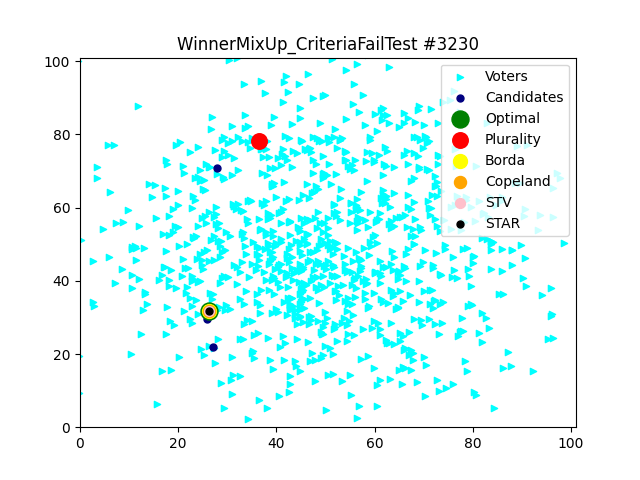 WinnerMixUp_CriteriaFailTest #3230
100
80
60
40
20
0
0
20
40
60
80
100
Voters
Candidates
Optimal
Plurality
Borda
Copeland
STV
STAR